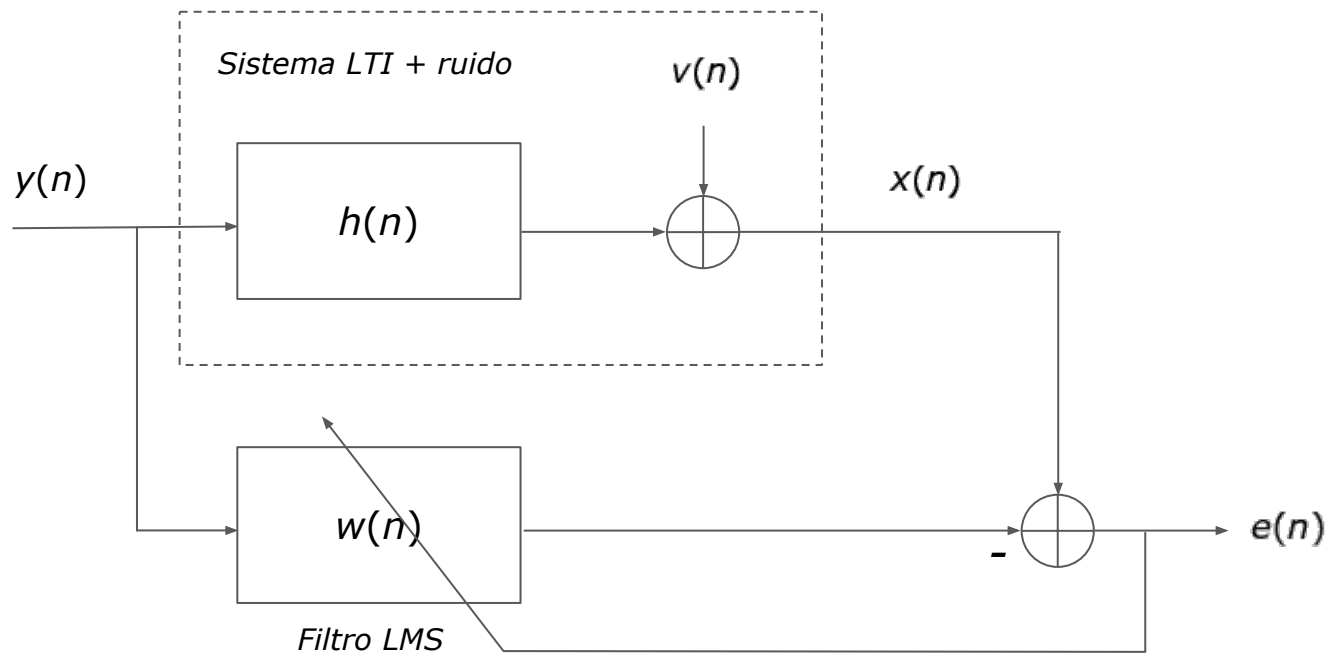 Sistema LTI + ruido
v(n)
y(n)
h(n)
x(n)
w(n)
-
e(n)
Filtro LMS